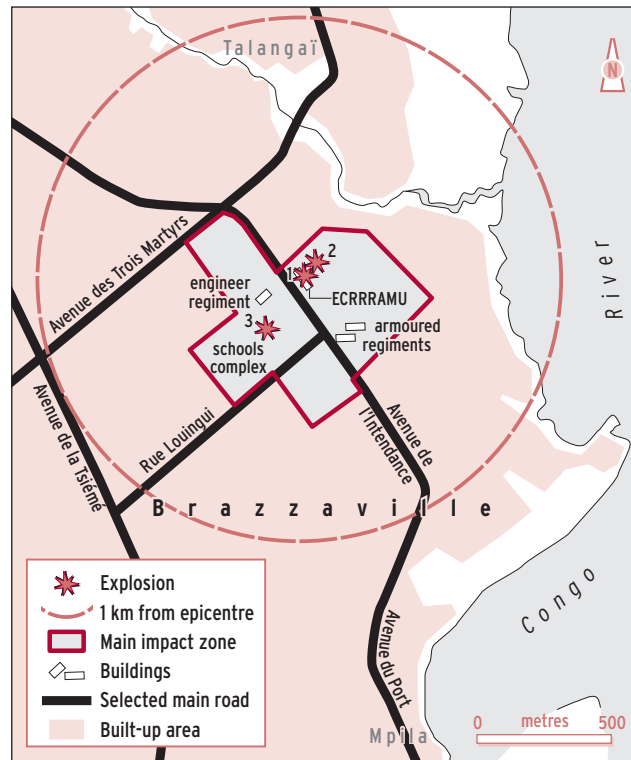 Talangaï
N
Avenue des Trois Martyrs
2
1
engineer
regiment
ECRRRAMU
3
armoured
regiments
schools
complex
River
Avenue de la Tsiémé
Rue Louingui
Avenue de
l'Intendance
Brazzaville
Congo
Avenue du Port
Mpila
Explosion
1 km from epicentre
Main impact zone
Buildings
Selected main road
Built-up area
0 metres 500